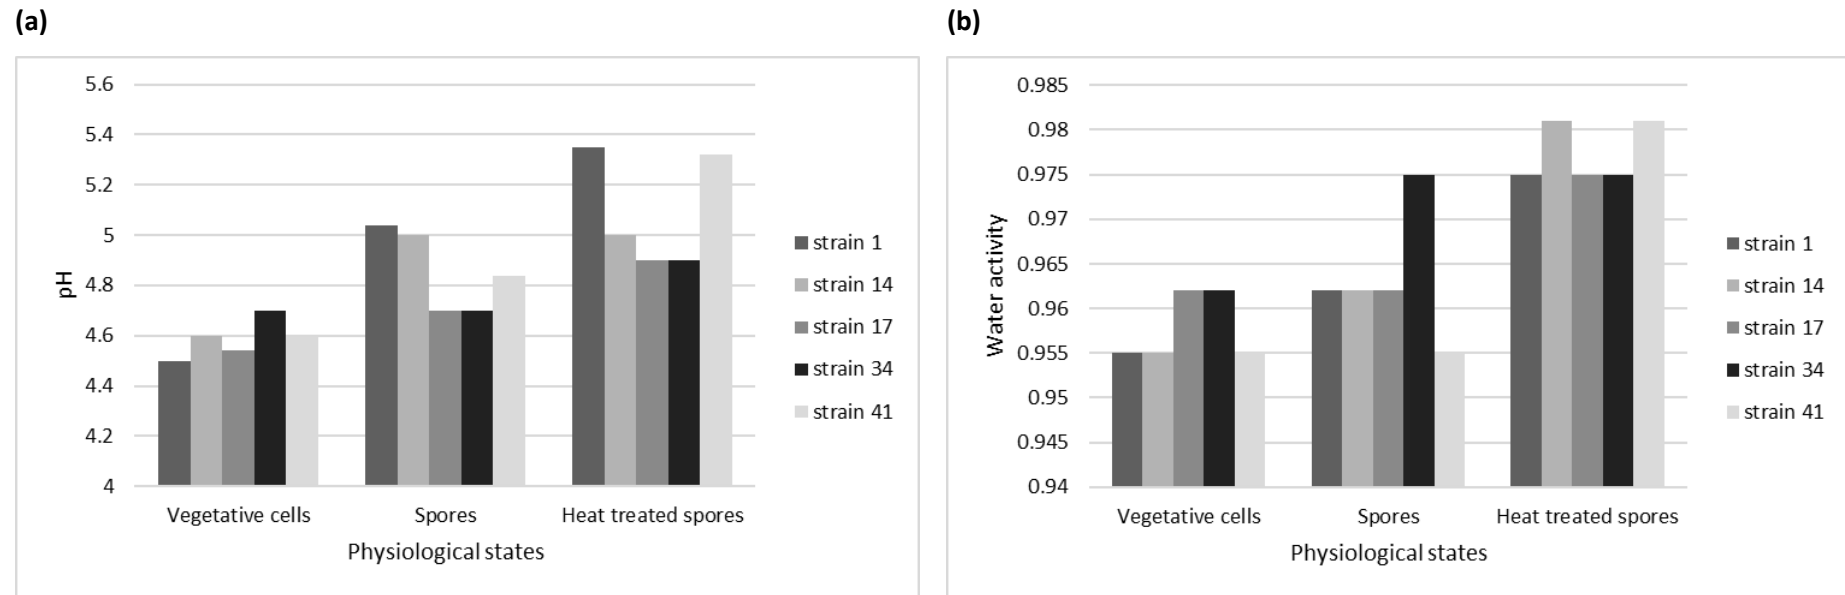 (a)
5.6
5.4
5.2
5
4.8
4.6
4.4
4.2
4
pH
Vegetative cells
Spores
Heat treated spores
Physiological states
strain 1
strain 14
strain 17
strain 34
strain 41
(b)
0.985
0.98
0.975
0.97
0.965
0.96
0.955
0.95
0.945
0.94
Water activity
Vegetative cells
Spores
Heat treated spores
Physiological states
strain 1
strain 14
strain 17
strain 34
strain 41